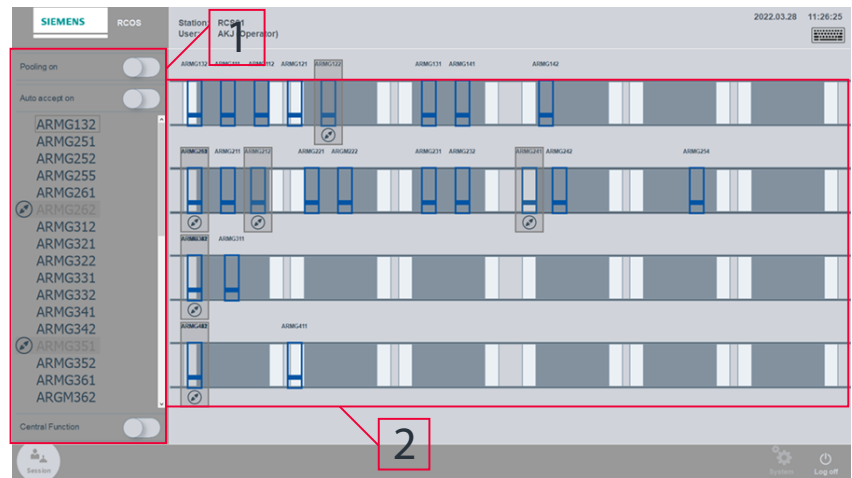 SIEMENS RCOS
Station: RCS01
User: AKJ (Operator)
2022.03.28 11:26:25
1
Pooling on
Auto accept on
ARMG132
ARMG251
ARMG252
ARMG255
ARMG261
ARMG262
ARMG312
ARMG321
ARMG322
ARMG331
ARMG332
ARMG341
ARMG342
ARMG351
ARMG352
ARMG361
ARGM362
Central Function
ARMG132 ARMG112 ARMG121 ARMG122 ARMG131 ARMG141 ARMG142
ARMG211 ARMG212 ARMG221 ARGM222 ARMG231 ARMG232 ARMG241 ARMG242 ARMG254
ARMG311
ARMG411
2
Session
System
Log off